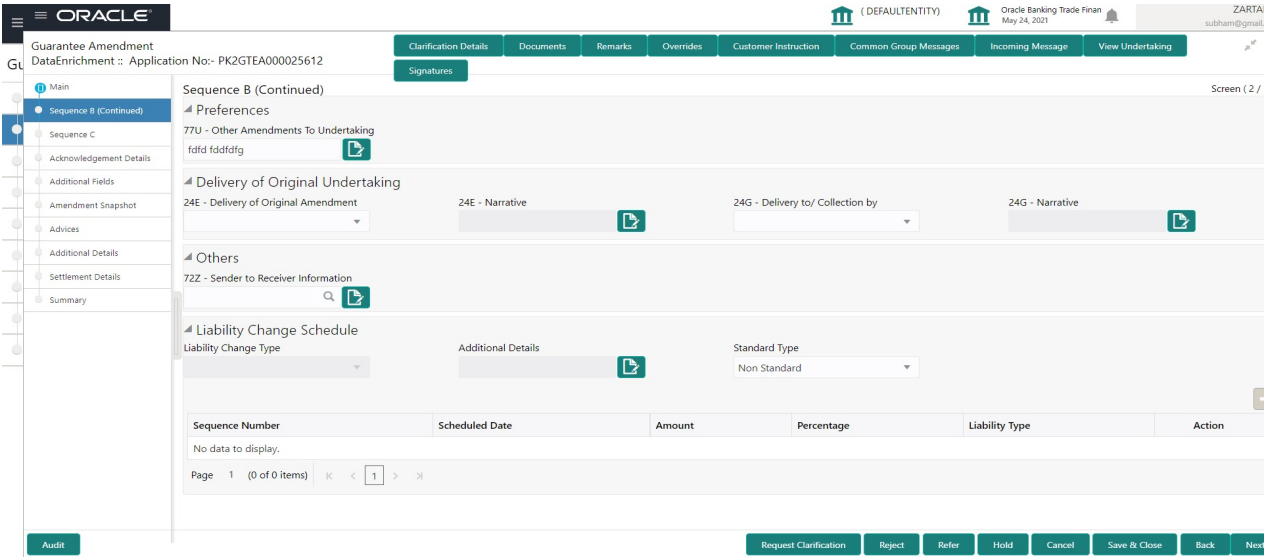 ORACLE
( DEFAULTENTITY)
Oracle Banking Trade Finan
May 24, 2021
ZARTA
subham@gmail.
Gu
Guarantee Amendment
DataEnrichment :: Application No:- PK2GTEA000025612
Clarification Details
Documents
Remarks
Overrides
Customer Instruction
Common Group Messages
Incoming Message
View Undertaking
Signatures
Main
Sequence B (Continued)
Sequence C
Acknowledgement Details
Additional Fields
Amendment Snapshot
Advices
Additional Details
Settlement Details
Summary
Sequence B (Continued)
Screen ( 2 /
Preferences
77U - Other Amendments To Undertaking
fdfd fddfdfg
Delivery of Original Undertaking
24E - Delivery of Original Amendment
24E - Narrative
24G - Delivery to/ Collection by
24G - Narrative
Others
72Z - Sender to Receiver Information
Liability Change Schedule
Liability Change Type
Additional Details
Standard Type
Non Standard
Sequence Number
Scheduled Date
Amount
Percentage
Liability Type
Action
No data to display.
Page 1 (0 of 0 items) 1
Audit
Request Clarification
Reject
Refer
Hold
Cancel
Save & Close
Back
Next